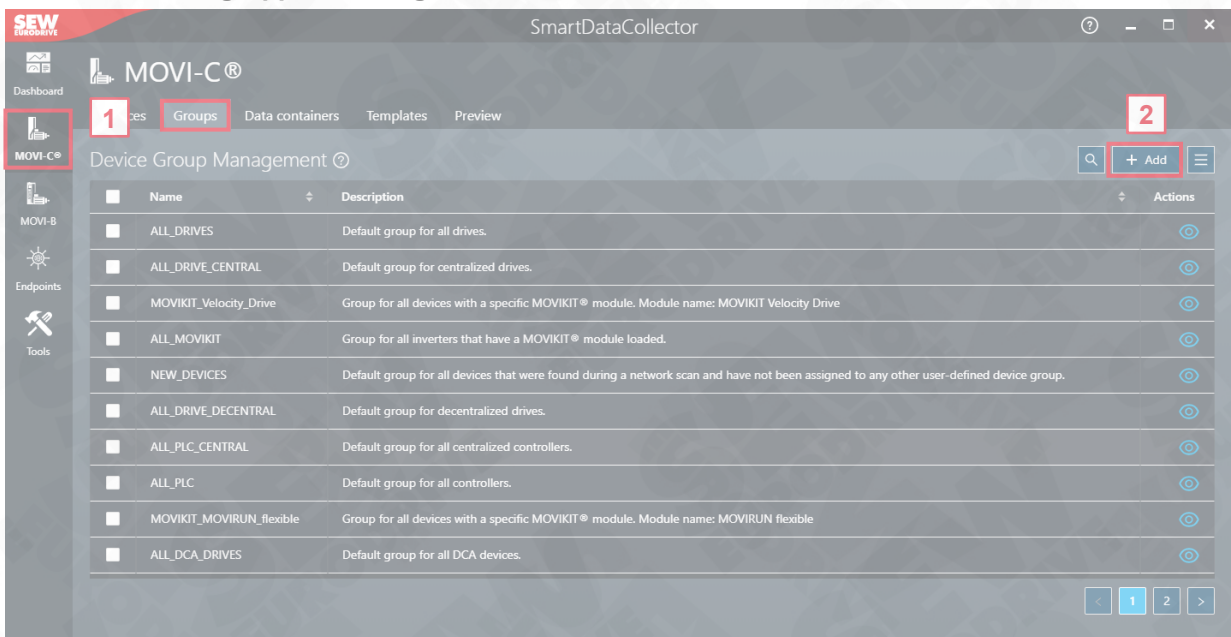 SEW
EURODRIVE
SmartDataCollector
Dashboard
MOVI-C®
MOVI-B
Endpoints
Tools
MOVI-C®
1
Groups
Data containers
Templates
Preview
2
Device Group Management
+ Add
Name
Description
Actions
ALL_DRIVES
Default group for all drives.
ALL_DRIVE_CENTRAL
Default group for centralized drives.
MOVIKIT_Velocity_Drive
Group for all devices with a specific MOVIKIT® module. Module name: MOVIKIT Velocity Drive
ALL_MOVIKIT
Group for all inverters that have a MOVIKIT® module loaded.
NEW_DEVICES
Default group for all devices that were found during a network scan and have not been assigned to any other user-defined device group.
ALL_DRIVE_DECENTRAL
Default group for decentralized drives.
ALL_PLC_CENTRAL
Default group for all centralized controllers.
ALL_PLC
Default group for all controllers.
MOVIKIT_MOVIRUN_flexible
Group for all devices with a specific MOVIKIT® module. Module name: MOVIRUN flexible
ALL_DCA_DRIVES
Default group for all DCA devices.
< 1 2 >